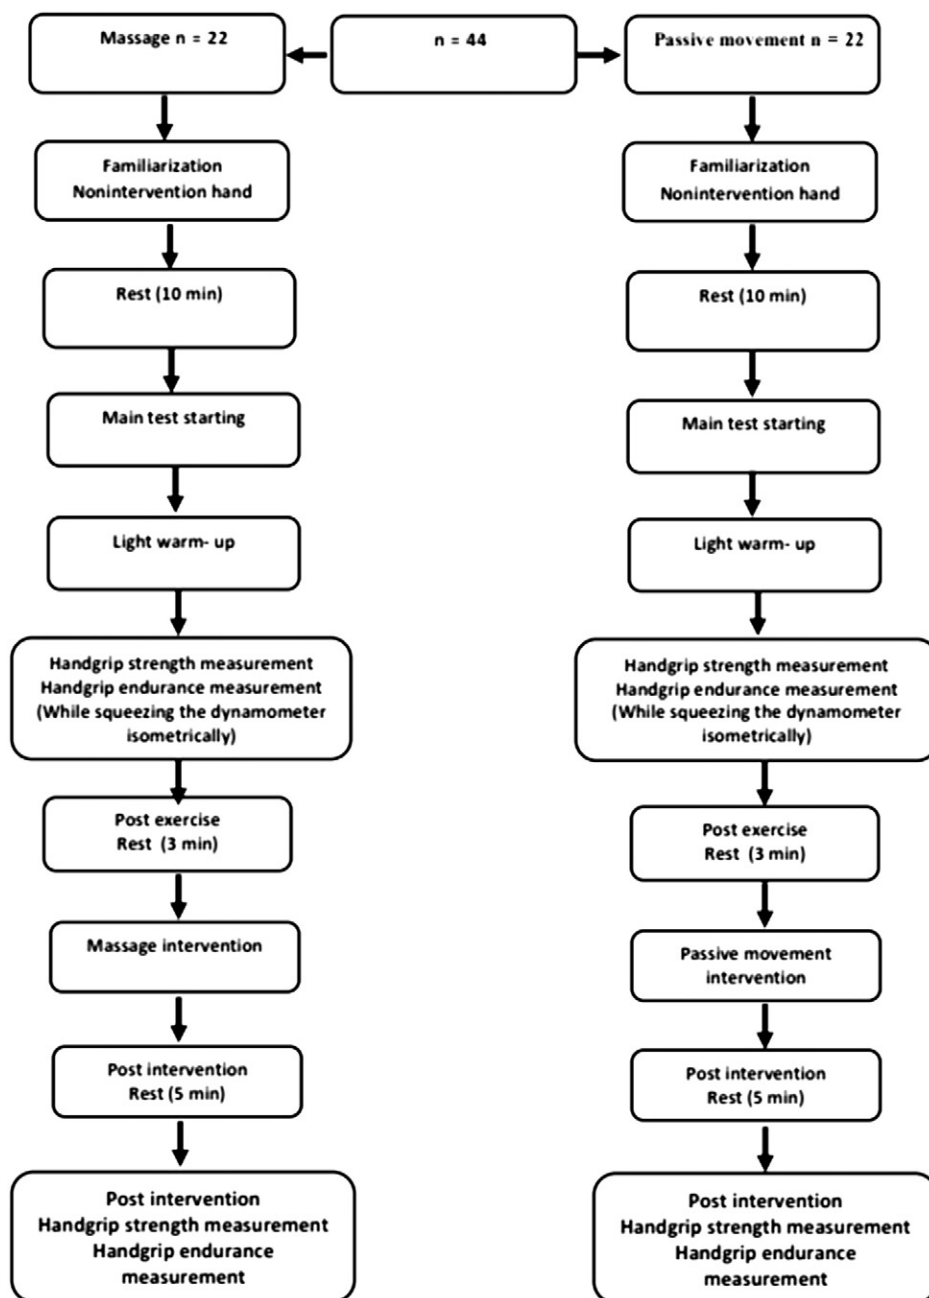 Massage n = 22
n = 44
Passive movement n = 22
Familiarization
Nonintervention hand
Rest (10 min)
Main test starting
Light warm- up
Handgrip strength measurement
Handgrip endurance measurement
(While squeezing the dynamometer
isometrically)
Post exercise
Rest  (3 min)
Massage intervention
Post intervention
Rest (5 min)
Post intervention
Handgrip strength measurement
Handgrip endurance
measurement
Familiarization
Nonintervention hand
Rest (10 min)
Main test starting
Light warm- up
Handgrip strength measurement
Handgrip endurance measurement
(While squeezing the dynamometer
isometrically)
Post exercise
Rest  (3 min)
Passive movement
intervention
Post intervention
Rest (5 min)
Post intervention
Handgrip strength measurement
Handgrip endurance
measurement